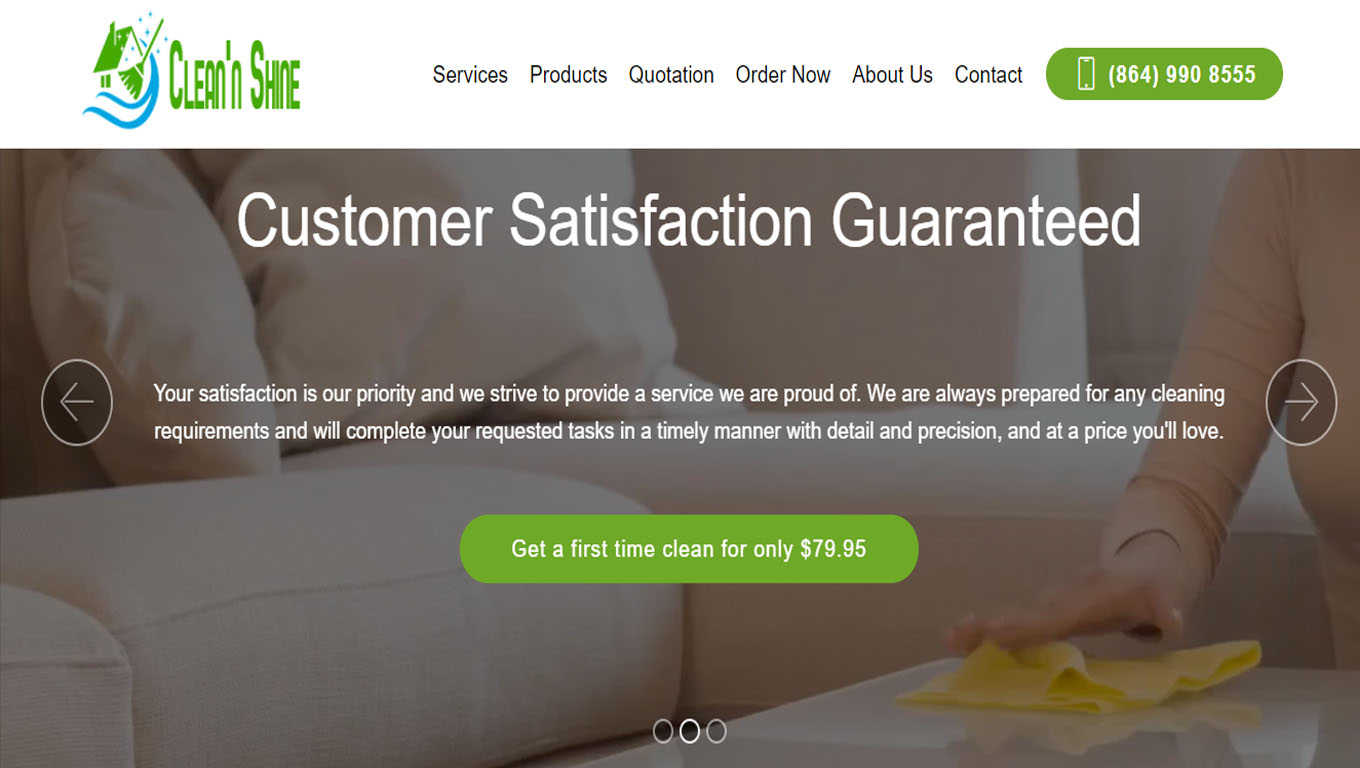 Clean'n Shine
Services Products Quotation Order Now About Us Contact (864) 990 8555
Customer Satisfaction Guaranteed
Your satisfaction is our priority and we strive to provide a service we are proud of. We are always prepared for any cleaning
requirements and will complete your requested tasks in a timely manner with detail and precision, and at a price you'll love.
Get a first time clean for only $79.95